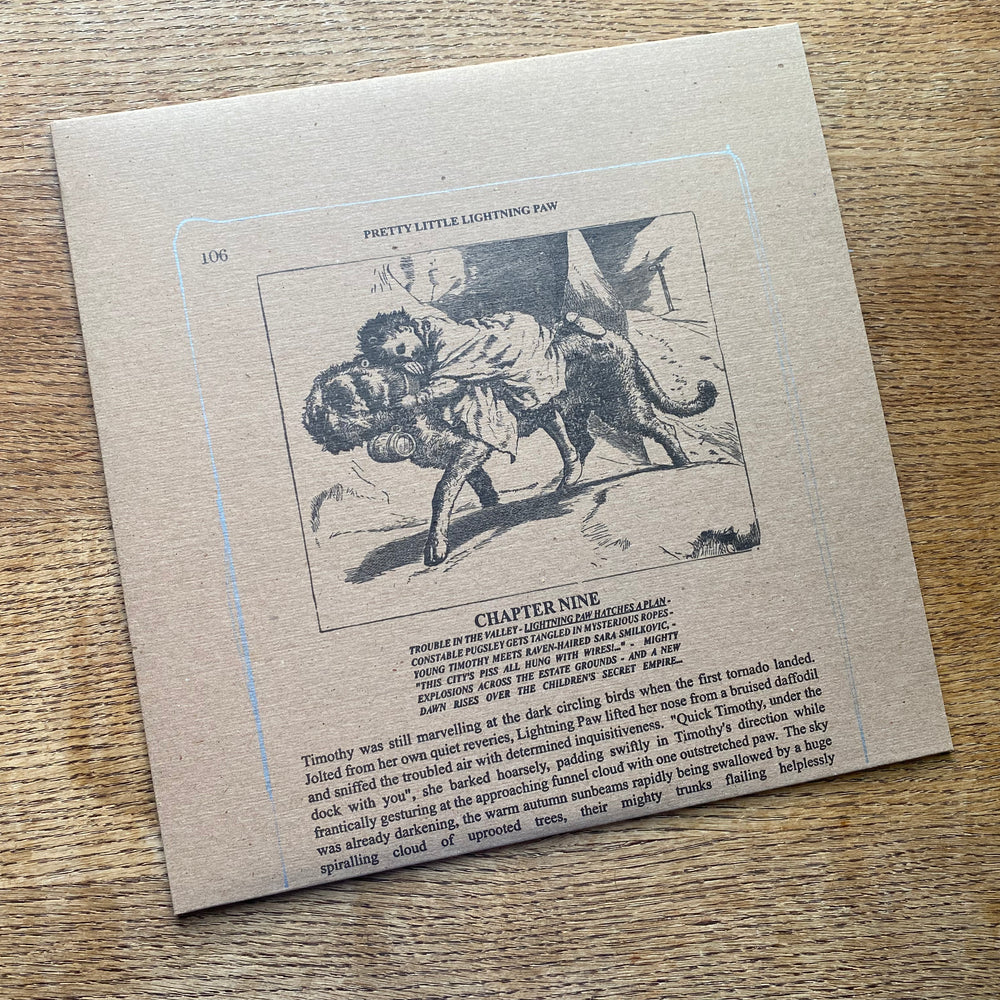 PRETTY LITTLE LIGHTNING PAW
106
CHAPTER NINE
TROUBLE IN THE VALLEY - LIGHTNING PAW HATCHES A PLAN -
CONSTABLE PUGSLEY GETS TANGLED IN MYSTERIOUS ROPES -
YOUNG TIMOTHY MEETS RAVEN-HAIRED SARA SMILKOVIC, -
"THIS CITY'S PISS ALL HUNG WITH WIRES!..." - MIGHTY
EXPLOSIONS ACROSS THE ESTATE GROUNDS - AND A NEW
DAWN RISES OVER THE CHILDREN'S SECRET EMPIRE...
Timothy was still marvelling at the dark circling birds when the first tornado landed.
Jolted from her own quiet reveries, Lightning Paw lifted her nose from a bruised daffodil
and sniffed the troubled air with determined inquisitiveness. "Quick Timothy, under the
dock with you", she barked hoarsely, padding swiftly in Timothy's direction while
frantically gesturing at the approaching funnel cloud with one outstretched paw. The sky
was already darkening, the warm autumn sunbeams rapidly being swallowed by a huge
spiralling cloud of uprooted trees, their mighty trunks flailing helplessly